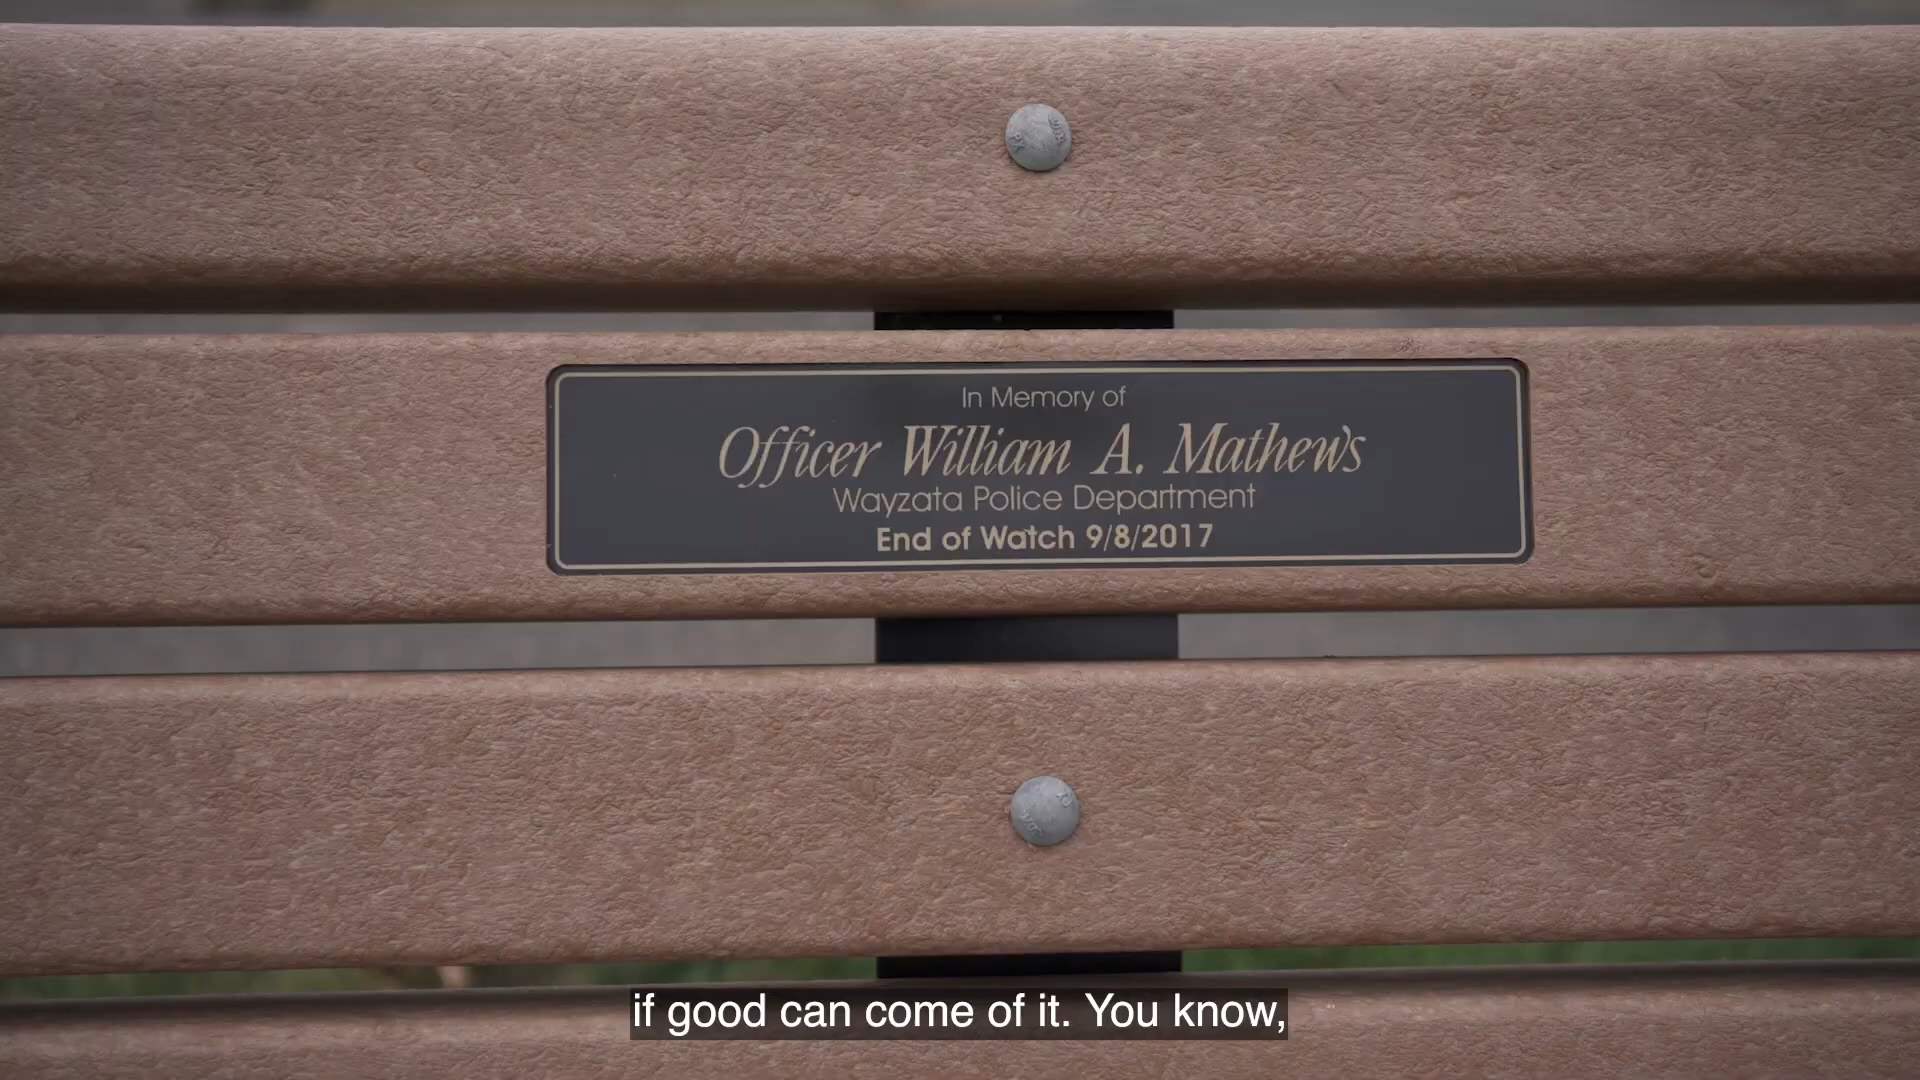 In Memory of
Officer William A. Mathews
Wayzata Police Department
End of Watch 9/8/2017
if good can come of it. You know,